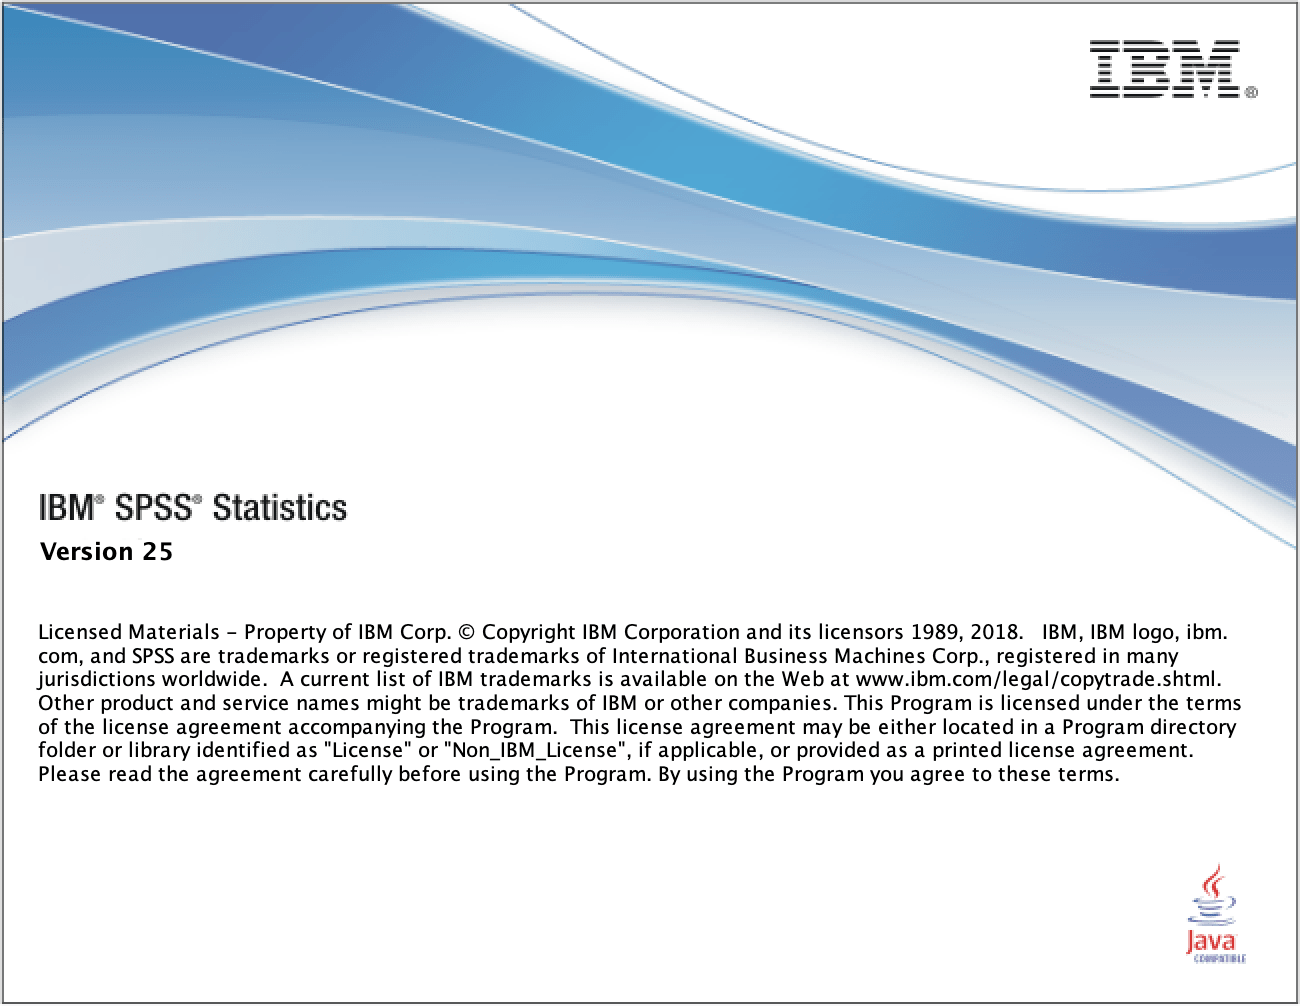 IBM®
IBM® SPSS® Statistics
Version 25
Licensed Materials – Property of IBM Corp. © Copyright IBM Corporation and its licensors 1989, 2018.   IBM, IBM logo, ibm.
com, and SPSS are trademarks or registered trademarks of International Business Machines Corp., registered in many
jurisdictions worldwide.  A current list of IBM trademarks is available on the Web at www.ibm.com/legal/copytrade.shtml.
Other product and service names might be trademarks of IBM or other companies. This Program is licensed under the terms
of the license agreement accompanying the Program.  This license agreement may be either located in a Program directory
folder or library identified as "License" or "Non_IBM_License", if applicable, or provided as a printed license agreement.
Please read the agreement carefully before using the Program. By using the Program you agree to these terms.
Java
COMPATIBLE